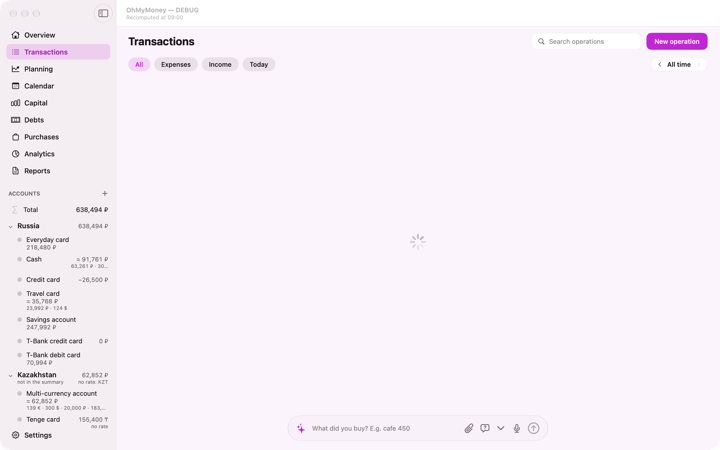 OhMyMoney — DEBUG
Recomputed at 09:00
Overview
Transactions
Planning
Calendar
Capital
Debts
Purchases
Analytics
Reports
ACCOUNTS
Total 638,494 ₽
Russia 638,494 ₽
Everyday card
218,480 ₽
Cash ≈ 91,761 ₽
63,261 ₽ · 30...
Credit card −26,500 ₽
Travel card
≈ 35,768 ₽
23,992 ₽ · 124 $
Savings account
247,992 ₽
T-Bank credit card 0 ₽
T-Bank debit card
70,994 ₽
Kazakhstan 62,852 ₽
not in the summary no rate: KZT
Multi-currency account
≈ 62,852 ₽
139 € · 300 $ · 20,000 ₽ · 183,...
Tenge card 155,400 ₸
no rate
Settings
Transactions
Search operations
New operation
All Expenses Income Today
All time
What did you buy? E.g. cafe 450